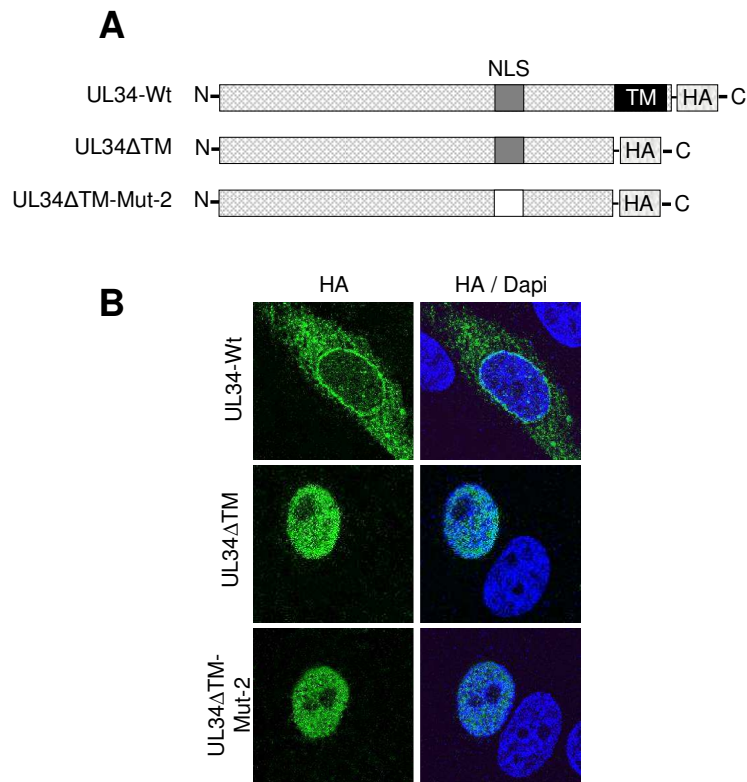 A
NLS
UL34-Wt N TM HA C
UL34ΔTM N HA C
UL34ΔTM-Mut-2 N HA C
B
HA HA / Dapi
UL34-Wt
UL34ΔTM
UL34ΔTM-
Mut-2